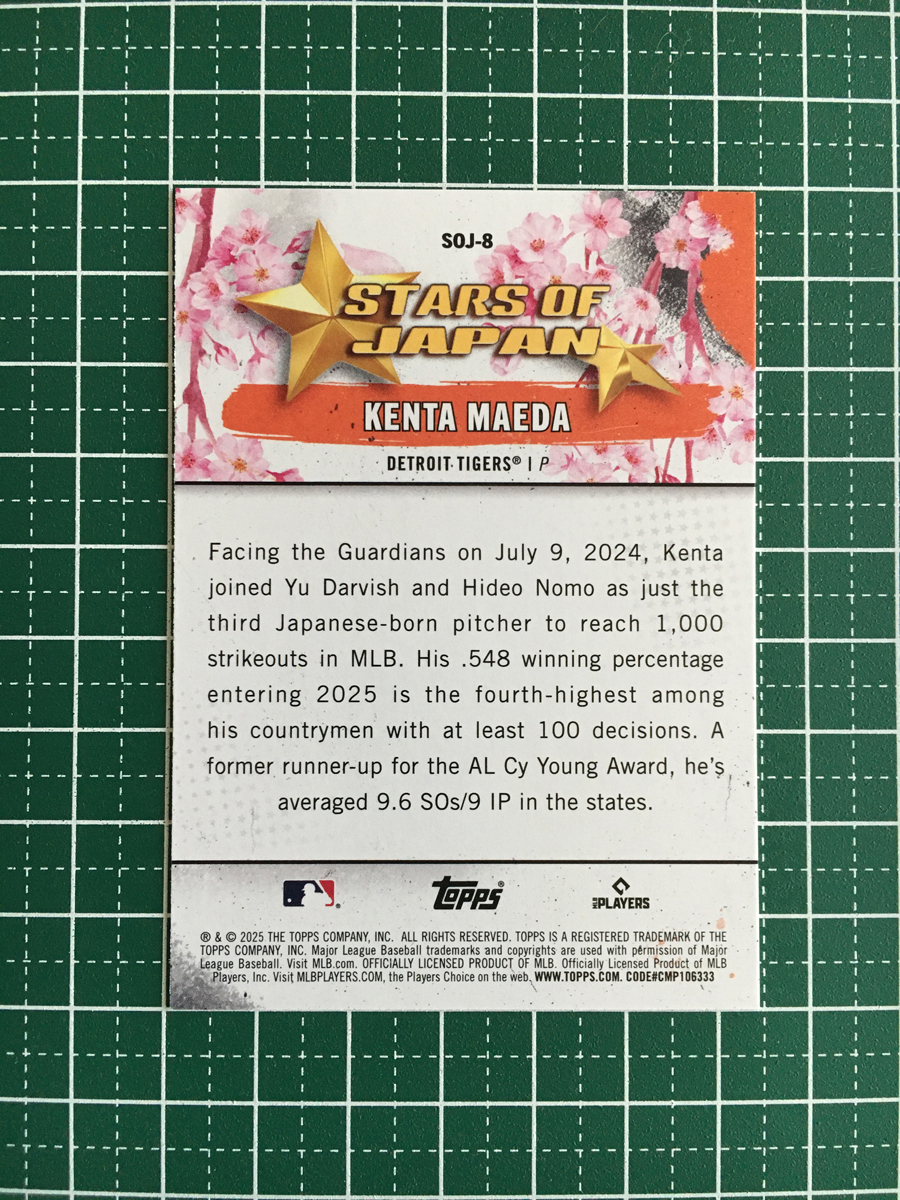 SOJ-8
STARS OF
JAPAN
KENTA MAEDA
DETROIT TIGERS® | P
Facing the Guardians on July 9, 2024, Kenta
joined Yu Darvish and Hideo Nomo as just the
third Japanese-born pitcher to reach 1,000
strikeouts in MLB. His .548 winning percentage
entering 2025 is the fourth-highest among
his countrymen with at least 100 decisions. A
former runner-up for the AL Cy Young Award, he's
averaged 9.6 SOs/9 IP in the states.
® topps® MLB PLAYERS
® & © 2025 THE TOPPS COMPANY, INC. ALL RIGHTS RESERVED. TOPPS IS A REGISTERED TRADEMARK OF THE
TOPPS COMPANY, INC. Major League Baseball trademarks and copyrights are used with permission of Major
League Baseball. Visit MLB.com. OFFICIALLY LICENSED PRODUCT OF MLB. Officially Licensed Product of MLB
Players, Inc. Visit MLBPLAYERS.COM, the Players Choice on the web. WWW.TOPPS.COM. CODE#CMP106333